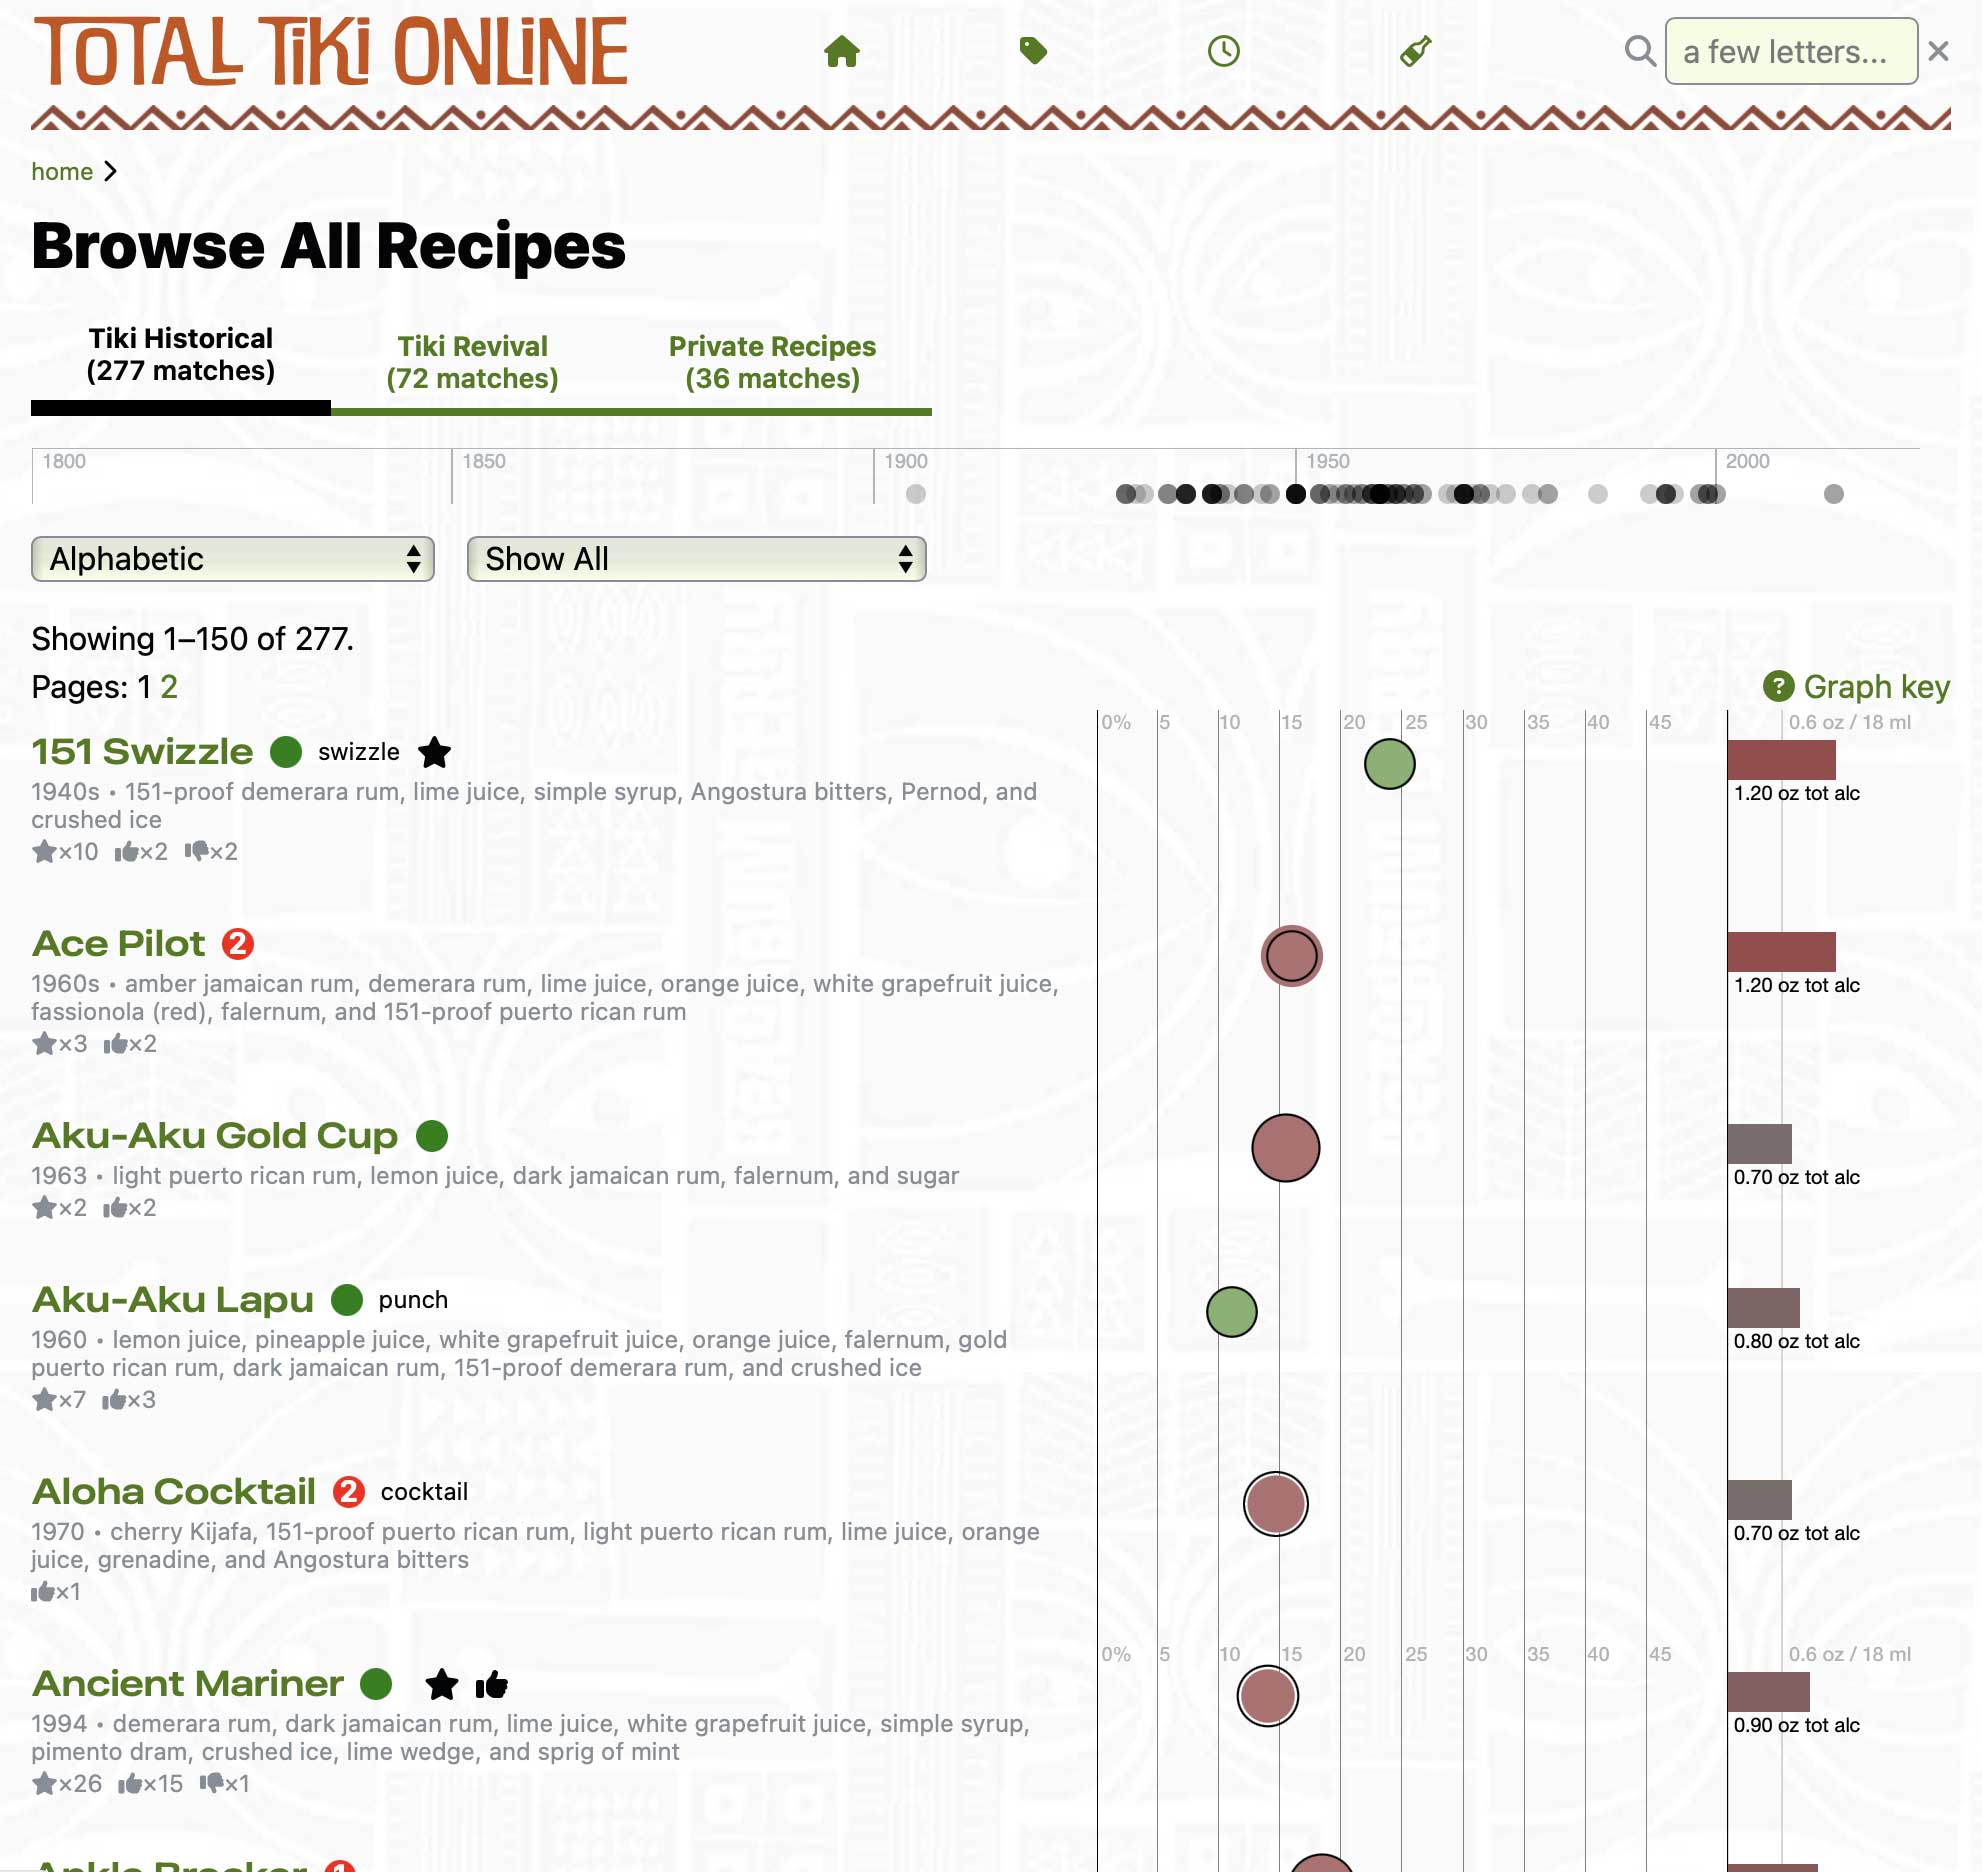 TOTAL TiKi ONLiNE
a few letters...
home
Browse All Recipes
Tiki Historical
(277 matches)
Tiki Revival
(72 matches)
Private Recipes
(36 matches)
1800 1850 1900 1950 2000
Alphabetic
Show All
Showing 1–150 of 277.
Pages: 1 2
? Graph key
0% 5 10 15 20 25 30 35 40 45 0.6 oz / 18 ml
151 Swizzle swizzle
1940s • 151-proof demerara rum, lime juice, simple syrup, Angostura bitters, Pernod, and
crushed ice
×10 ×2 ×2
1.20 oz tot alc
Ace Pilot 2
1960s • amber jamaican rum, demerara rum, lime juice, orange juice, white grapefruit juice,
fassionola (red), falernum, and 151-proof puerto rican rum
×3 ×2
1.20 oz tot alc
Aku-Aku Gold Cup
1963 • light puerto rican rum, lemon juice, dark jamaican rum, falernum, and sugar
×2 ×2
0.70 oz tot alc
Aku-Aku Lapu punch
1960 • lemon juice, pineapple juice, white grapefruit juice, orange juice, falernum, gold
puerto rican rum, dark jamaican rum, 151-proof demerara rum, and crushed ice
×7 ×3
0.80 oz tot alc
Aloha Cocktail 2 cocktail
1970 • cherry Kijafa, 151-proof puerto rican rum, light puerto rican rum, lime juice, orange
juice, grenadine, and Angostura bitters
×1
0.70 oz tot alc
0% 5 10 15 20 25 30 35 40 45 0.6 oz / 18 ml
Ancient Mariner
1994 • demerara rum, dark jamaican rum, lime juice, white grapefruit juice, simple syrup,
pimento dram, crushed ice, lime wedge, and sprig of mint
×26 ×15 ×1
0.90 oz tot alc
Ankle Breaker 1